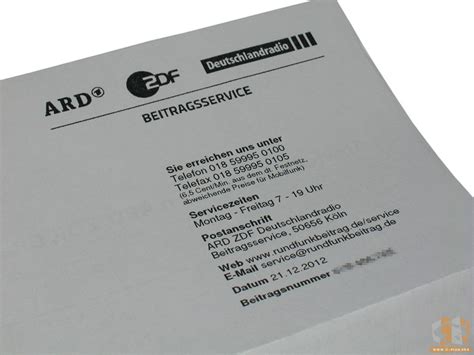 ARD ZDF Deutschlandradio
BEITRAGSSERVICE
Sie erreichen uns unter
Telefon 018 59995 0100
Telefax 018 59995 0105
(6,5 Cent/Min. aus dem dt. Festnetz,
abweichende Preise für Mobilfunk)
Servicezeiten
Montag - Freitag 7 - 19 Uhr
Postanschrift
ARD ZDF Deutschlandradio
Beitragsservice, 50656 Köln
Web www.rundfunkbeitrag.de/service
E-Mail service@rundfunkbeitrag.de
Datum 21.12.2012
Beitragsnummer